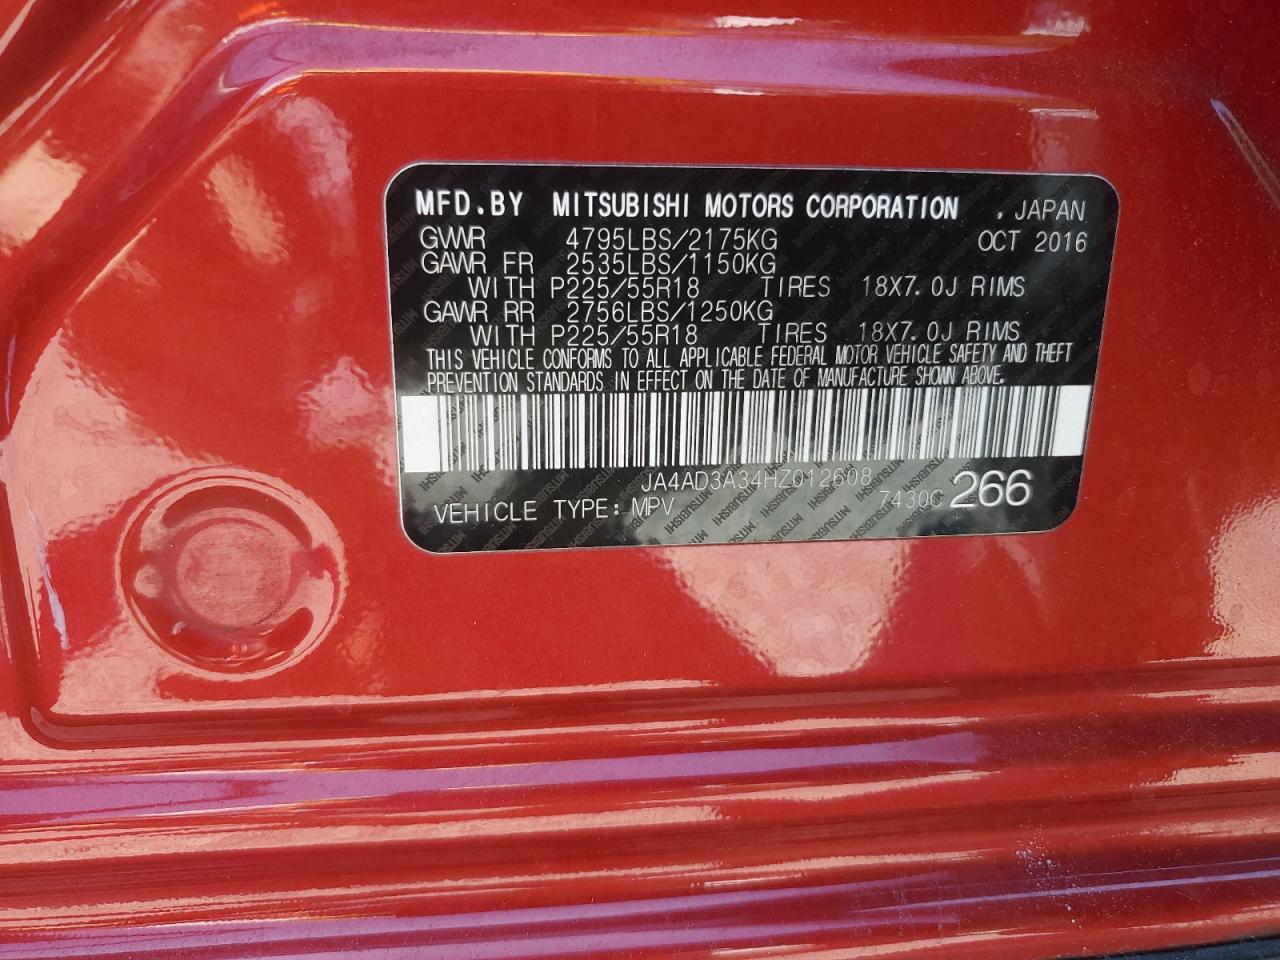 MFD.BY MITSUBISHI MOTORS CORPORATION , JAPAN
GVWR 4795LBS/2175KG OCT 2016
GAWR FR 2535LBS/1150KG
WITH P225/55R18 TIRES 18X7.0J RIMS
GAWR RR 2756LBS/1250KG
WITH P225/55R18 TIRES 18X7.0J RIMS
THIS VEHICLE CONFORMS TO ALL APPLICABLE FEDERAL MOTOR VEHICLE SAFETY AND THEFT
PREVENTION STANDARDS IN EFFECT ON THE DATE OF MANUFACTURE SHOWN ABOVE.
JA4AD3A34HZ012608
VEHICLE TYPE: MPV 7430C 266